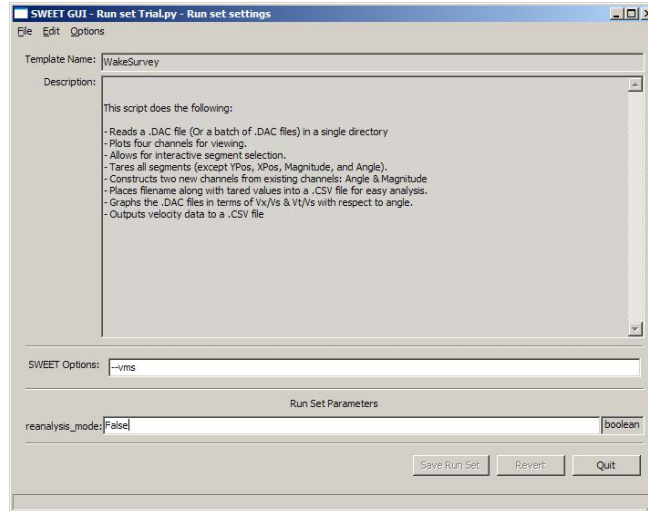 SWEET GUI - Run set Trial.py - Run set settings
File Edit Options
Template Name: WakeSurvey
Description:
This script does the following:
- Reads a .DAC file (Or a batch of .DAC files) in a single directory
- Plots four channels for viewing.
- Allows for interactive segment selection.
- Tares all segments (except YPos, XPos, Magnitude, and Angle).
- Constructs two new channels from existing channels: Angle & Magnitude
- Places filename along with tared values into a .CSV file for easy analysis.
- Graphs the .DAC files in terms of Vx/Vs & Vt/Vs with respect to angle.
- Outputs velocity data to a .CSV file
SWEET Options: --vms
Run Set Parameters
reanalysis_mode: False boolean
Save Run Set Revert Quit